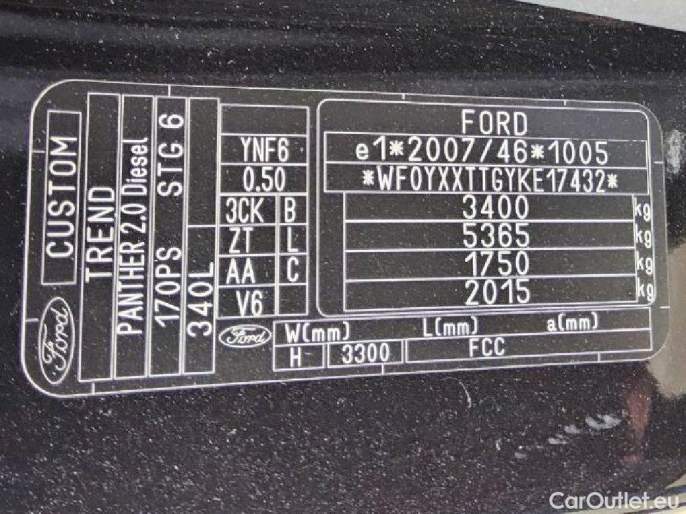 CUSTOM
Ford
TREND
PANTHER 2.0 Diesel
170PS STG 6
340L
YNF6
0.50
3CK B
ZT L
AA C
V6
FORD
e1*2007/46*1005
*WF0YXXTTGYKE17432*
3400 kg
5365 kg
1750 kg
2015 kg
Ford W(mm) L(mm) a(mm)
H 3300 FCC
CarOutlet.eu